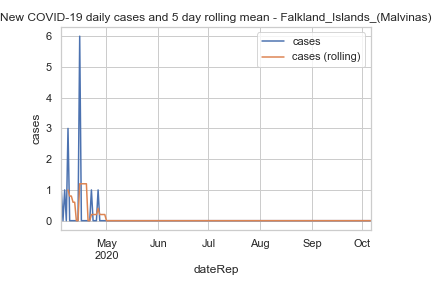 New COVID-19 daily cases and 5 day rolling mean - Falkland_Islands_(Malvinas)
cases
cases (rolling)
6
5
4
3
2
1
0
cases
May Jun Jul Aug Sep Oct
2020
dateRep